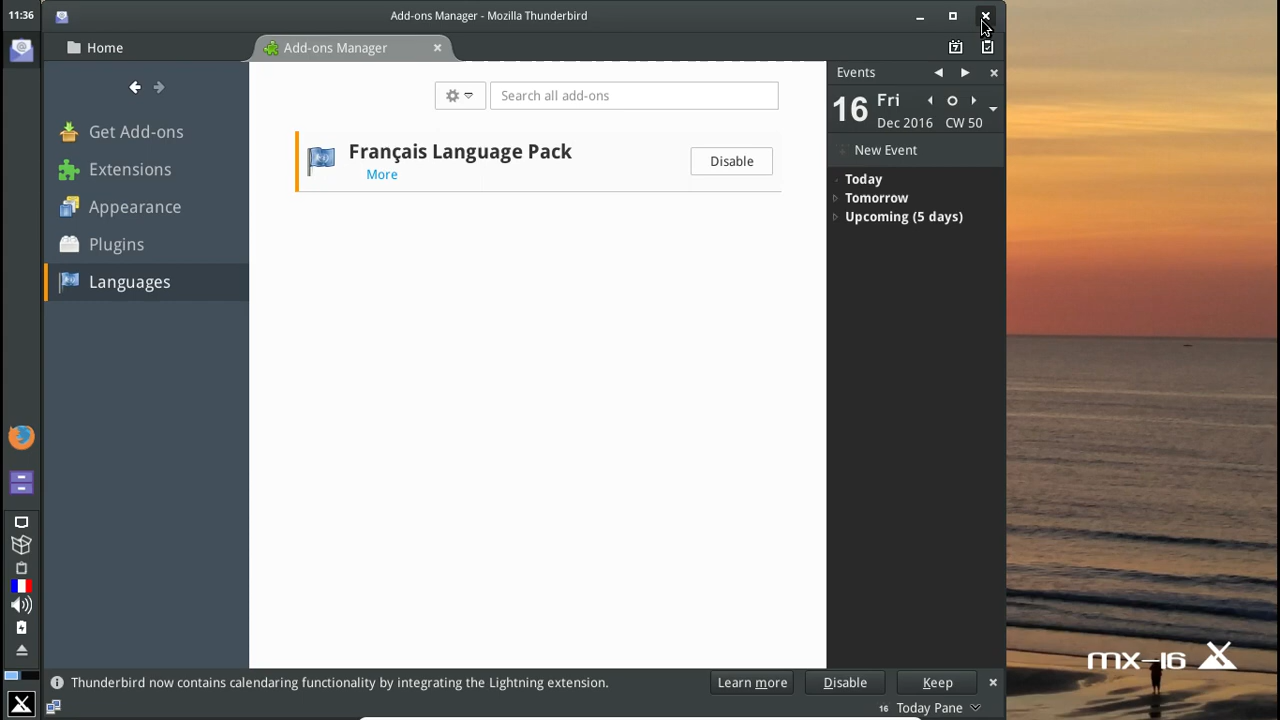 11:36
Add-ons Manager - Mozilla Thunderbird
Home
Add-ons Manager
Get Add-ons
Extensions
Appearance
Plugins
Languages
Search all add-ons
Français Language Pack
More
Disable
Events
16
Fri
Dec 2016
CW 50
New Event
Today
Tomorrow
Upcoming (5 days)
Thunderbird now contains calendaring functionality by integrating the Lightning extension.
Learn more
Disable
Keep
16 Today Pane
mx-16